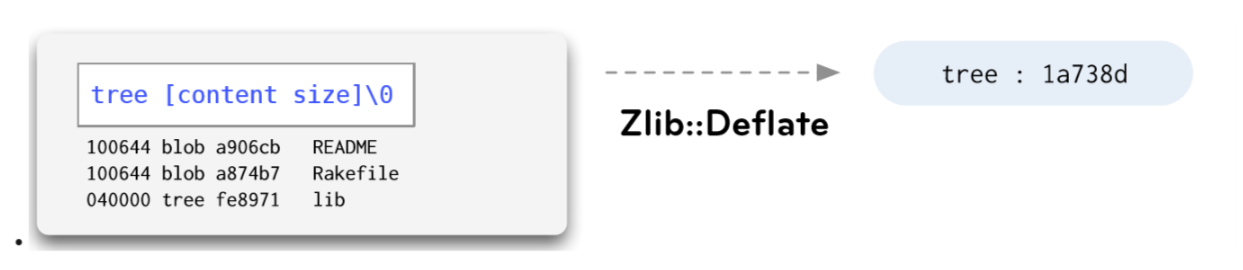 tree [content size]\0
100644 blob a906cb README
100644 blob a874b7 Rakefile
040000 tree fe8971 lib
Zlib::Deflate
tree : 1a738d